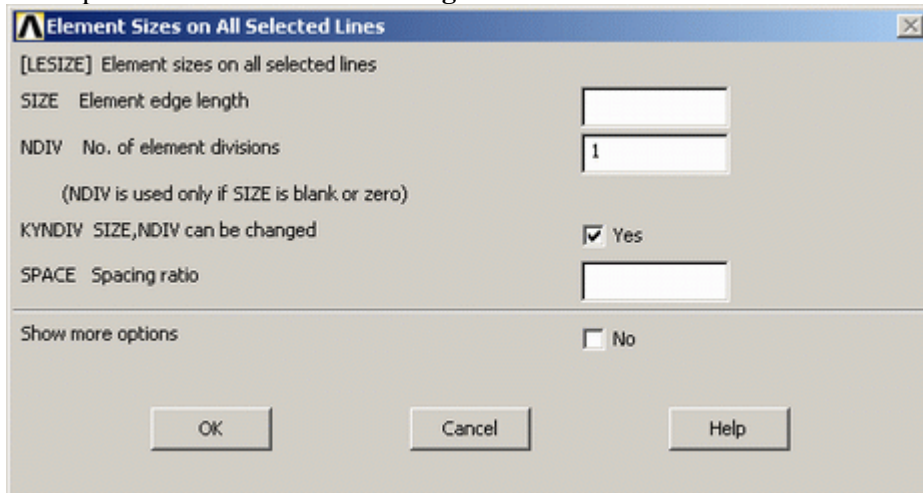 Element Sizes on All Selected Lines
[LESIZE] Element sizes on all selected lines
SIZE Element edge length
NDIV No. of element divisions 1
(NDIV is used only if SIZE is blank or zero)
KYNDIV SIZE,NDIV can be changed Yes
SPACE Spacing ratio
Show more options No
OK Cancel Help